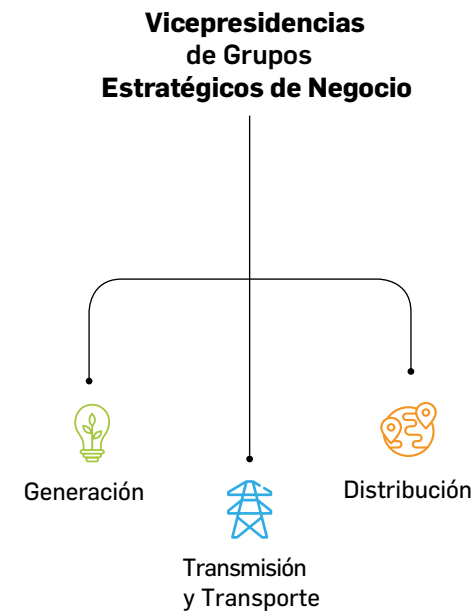 Vicepresidencias
de Grupos
Estratégicos de Negocio
Generación
Transmisión
y Transporte
Distribución